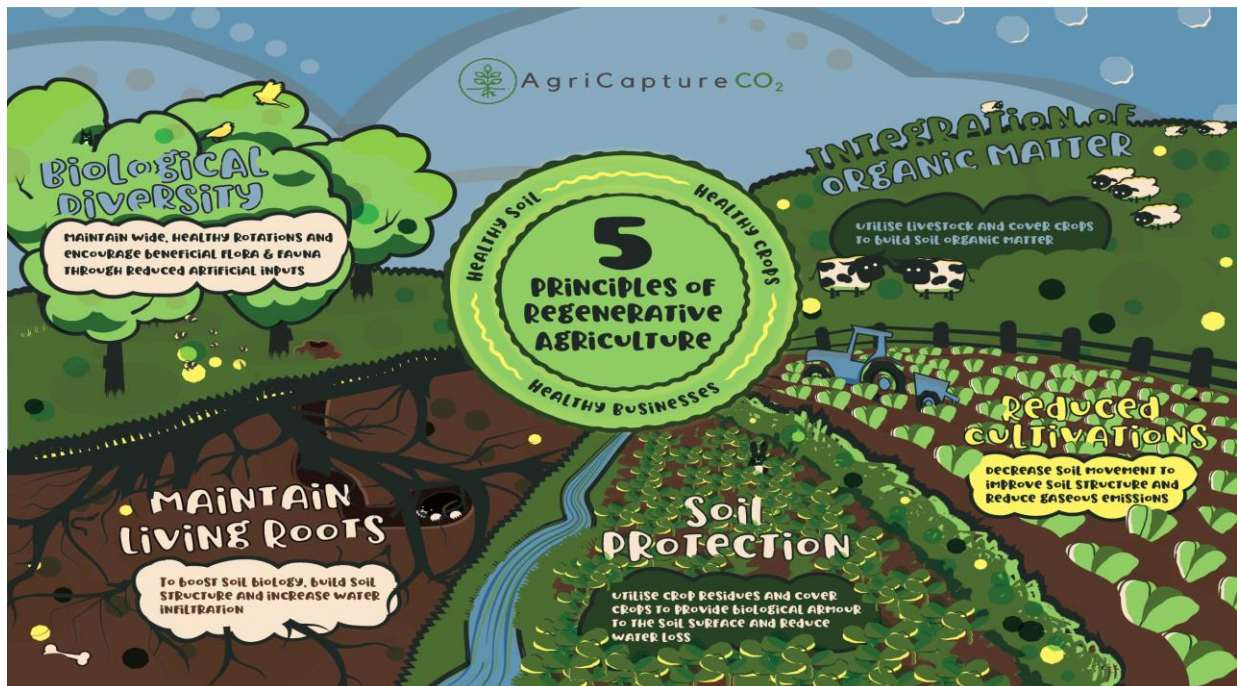 AgriCapture CO2
BiOLOGiCAL
DiVERSITY
MAiNTAiN WiDE, HEALTHY ROTATiONS AND
ENCOURAGE BENEFiCiAL FLORA & FAUNA
THROUGH REDUCED ARTiFiCiAL iNPUTS
INTEGRATiON OF
ORGANiC MATTER
UTiLiSE LiVESTOCK AND COVER CROPS
TO BUiLD SOiL ORGANiC MATTER
HEALTHY SOiL
HEALTHY CROPS
HEALTHY BUSiNESSES
5
PRiNCiPLES OF
REGENERATiVE
AGRiCULTURE
REDUCED
CULTiVATiONS
DECREASE SOiL MOVEMENT TO
iMPROVE SOiL STRUCTURE AND
REDUCE GASEOUS EMiSSiONS
MAiNTAiN
LiViNG ROOTS
TO BOOST SOiL BiOLOGY, BUiLD SOiL
STRUCTURE AND iNCREASE WATER
iNFiLTRATiON
SOiL
PROTECTiON
UTiLiSE CROP RESiDUES AND COVER
CROPS TO PROViDE BiOLOGiCAL ARMOUR
TO THE SOiL SURFACE AND REDUCE
WATER LOSS